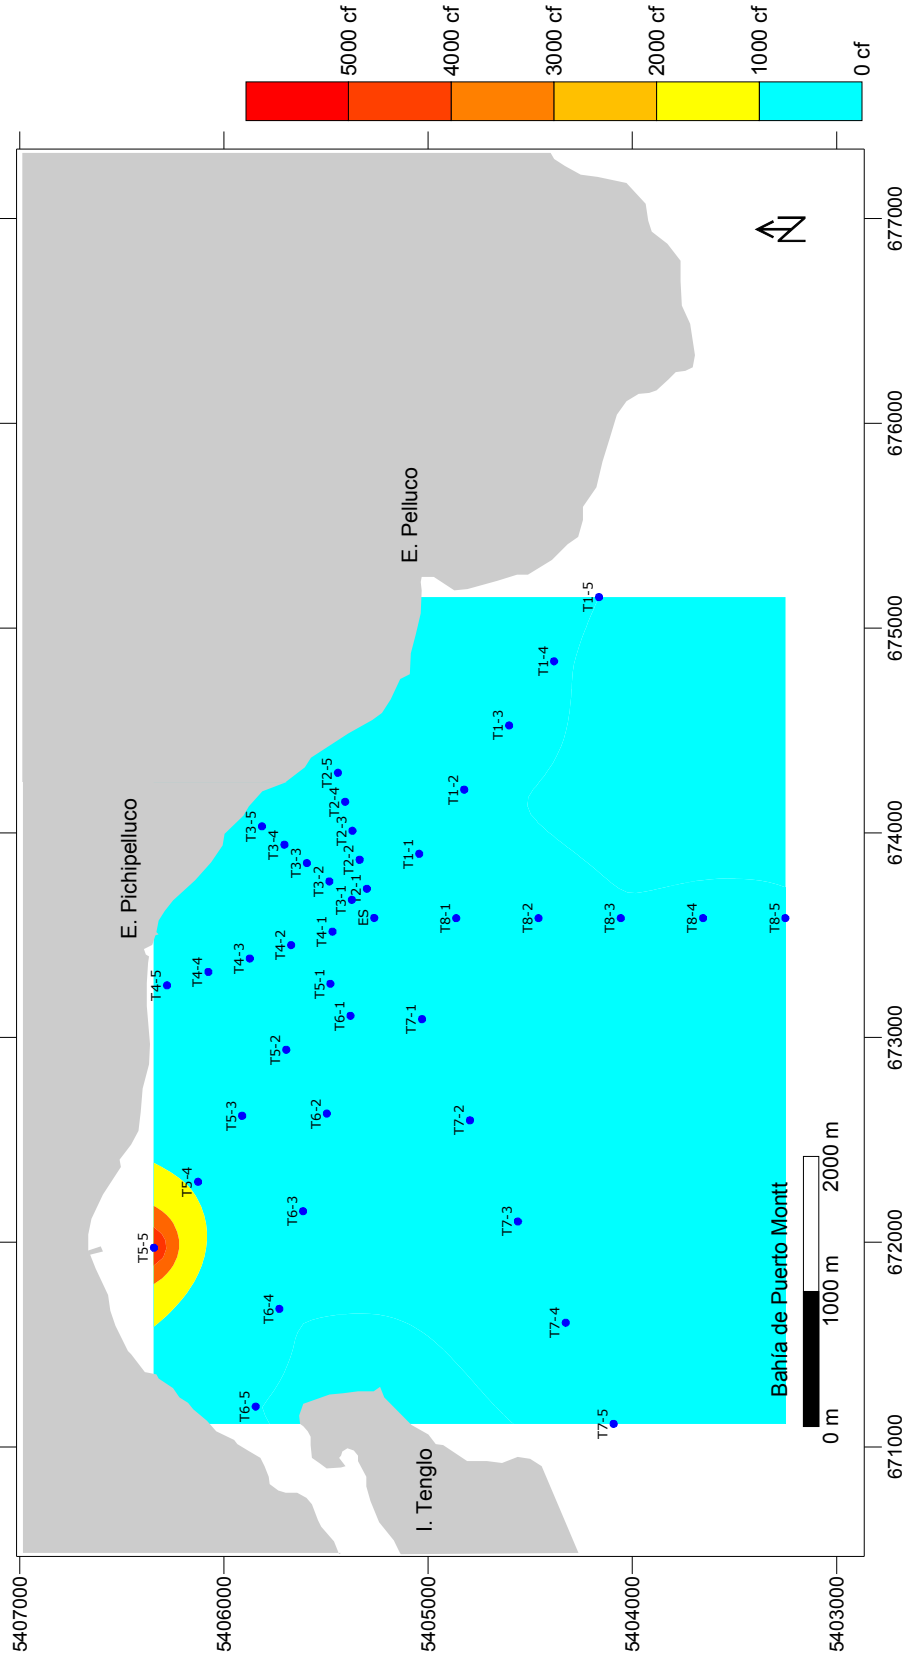 5000 cf
4000 cf
3000 cf
2000 cf
1000 cf
0 cf
5407000
5406000
5405000
5404000
5403000
671000
672000
673000
674000
675000
676000
677000
E. Pichipelluco
E. Pelluco
I. Tenglo
T5-5
T5-4
T5-3
T5-2
T5-1
T4-5
T4-4
T4-3
T4-2
T4-1
T3-5
T3-4
T3-3
T3-2
T3-1
T2-5
T2-4
T2-3
T2-2
T2-1
ES
T6-5
T6-4
T6-3
T6-2
T6-1
T7-1
T7-2
T7-3
T7-4
T7-5
T1-1
T1-2
T1-3
T1-4
T1-5
T8-1
T8-2
T8-3
T8-4
T8-5
N
Bahía de Puerto Montt
0 m 1000 m 2000 m